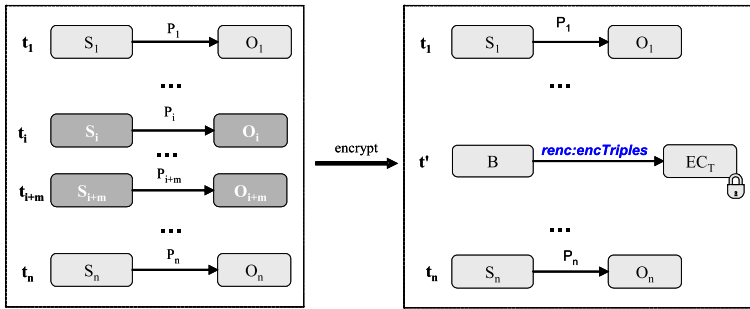 t₁ S₁ P₁ O₁
...
tᵢ Sᵢ Pᵢ Oᵢ
...
tᵢ₊ₘ Sᵢ₊ₘ Pᵢ₊ₘ Oᵢ₊ₘ
...
tₙ Sₙ Pₙ Oₙ
encrypt
t₁ S₁ P₁ O₁
...
t' B renc:encTriples EC_T
...
tₙ Sₙ Pₙ Oₙ